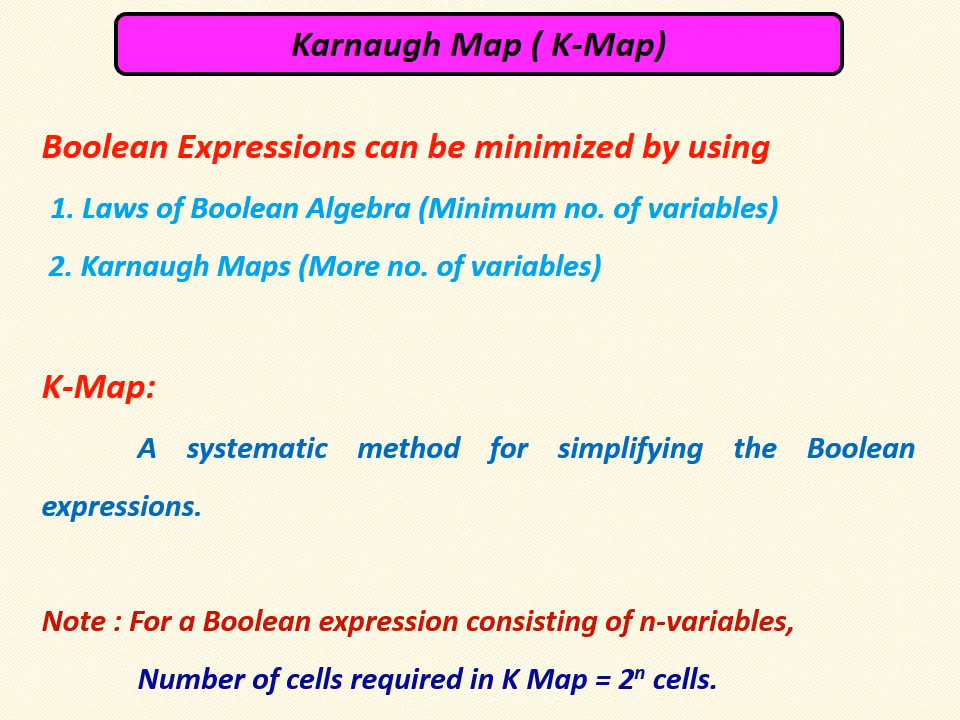 Karnaugh Map ( K-Map)
Boolean Expressions can be minimized by using
1. Laws of Boolean Algebra (Minimum no. of variables)
2. Karnaugh Maps (More no. of variables)
K-Map:
A systematic method for simplifying the Boolean
expressions.
Note : For a Boolean expression consisting of n-variables,
Number of cells required in K Map = 2ⁿ cells.